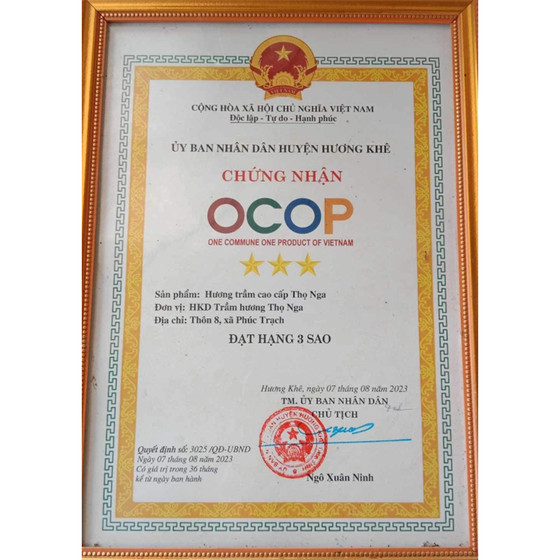 CỘNG HÒA XÃ HỘI CHỦ NGHĨA VIỆT NAM
Độc lập - Tự do - Hạnh phúc
ỦY BAN NHÂN DÂN HUYỆN HƯƠNG KHÊ
CHỨNG NHẬN
OCOP
ONE COMMUNE ONE PRODUCT OF VIETNAM
Sản phẩm: Hương trầm cao cấp Thọ Nga
Đơn vị: HKD Trầm hương Thọ Nga
Địa chỉ: Thôn 8, xã Phúc Trạch
ĐẠT HẠNG 3 SAO
Hương Khê, ngày 07 tháng 08 năm 2023
TM. ỦY BAN NHÂN DÂN
CHỦ TỊCH
Quyết định số: 3025 /QĐ-UBND
Ngày 07 tháng 08 năm 2023
Có giá trị trong 36 tháng
kể từ ngày ban hành
Ngô Xuân Ninh